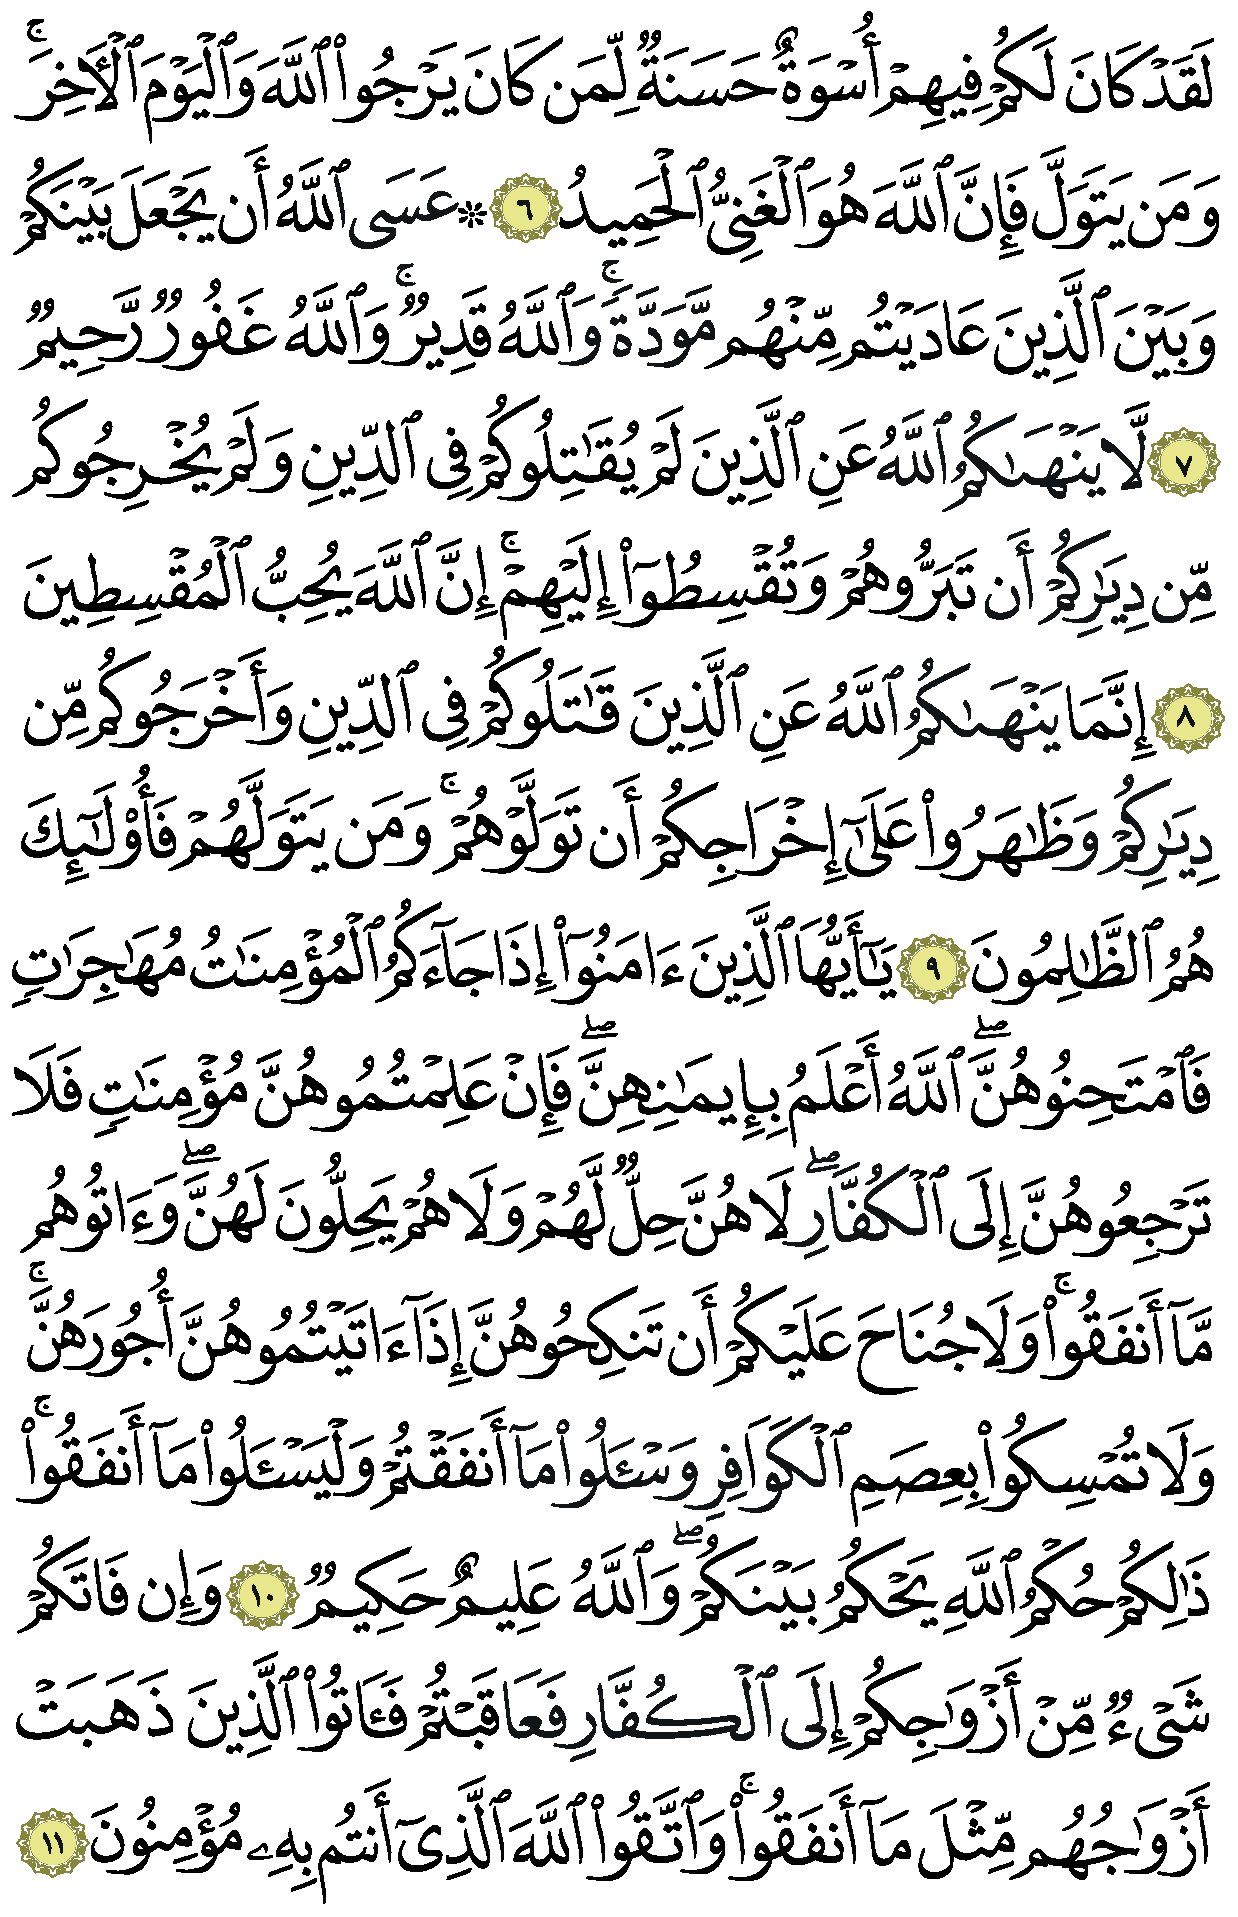 لَقَدْ كَانَ لَكُمْ فِيهِمْ أُسْوَةٌ حَسَنَةٌ لِّمَن كَانَ يَرْجُوا۟ ٱللَّهَ وَٱلْيَوْمَ ٱلْـَٔاخِرَ ۚ
وَمَن يَتَوَلَّ فَإِنَّ ٱللَّهَ هُوَ ٱلْغَنِىُّ ٱلْحَمِيدُ ٦ ۞ عَسَى ٱللَّهُ أَن يَجْعَلَ بَيْنَكُمْ
وَبَيْنَ ٱلَّذِينَ عَادَيْتُم مِّنْهُم مَّوَدَّةً ۚ وَٱللَّهُ قَدِيرٌ ۚ وَٱللَّهُ غَفُورٌ رَّحِيمٌ
٧ لَّا يَنْهَىٰكُمُ ٱللَّهُ عَنِ ٱلَّذِينَ لَمْ يُقَـٰتِلُوكُمْ فِى ٱلدِّينِ وَلَمْ يُخْرِجُوكُم
مِّن دِيَـٰرِكُمْ أَن تَبَرُّوهُمْ وَتُقْسِطُوٓا۟ إِلَيْهِمْ ۚ إِنَّ ٱللَّهَ يُحِبُّ ٱلْمُقْسِطِينَ
٨ إِنَّمَا يَنْهَىٰكُمُ ٱللَّهُ عَنِ ٱلَّذِينَ قَـٰتَلُوكُمْ فِى ٱلدِّينِ وَأَخْرَجُوكُم مِّن
دِيَـٰرِكُمْ وَظَـٰهَرُوا۟ عَلَىٰٓ إِخْرَاجِكُمْ أَن تَوَلَّوْهُمْ ۚ وَمَن يَتَوَلَّهُمْ فَأُو۟لَـٰٓئِكَ
هُمُ ٱلظَّـٰلِمُونَ ٩ يَـٰٓأَيُّهَا ٱلَّذِينَ ءَامَنُوٓا۟ إِذَا جَآءَكُمُ ٱلْمُؤْمِنَـٰتُ مُهَـٰجِرَٰتٍ
فَٱمْتَحِنُوهُنَّ ۖ ٱللَّهُ أَعْلَمُ بِإِيمَـٰنِهِنَّ ۖ فَإِنْ عَلِمْتُمُوهُنَّ مُؤْمِنَـٰتٍ فَلَا
تَرْجِعُوهُنَّ إِلَى ٱلْكُفَّارِ ۖ لَا هُنَّ حِلٌّ لَّهُمْ وَلَا هُمْ يَحِلُّونَ لَهُنَّ ۖ وَءَاتُوهُم
مَّآ أَنفَقُوا۟ ۚ وَلَا جُنَاحَ عَلَيْكُمْ أَن تَنكِحُوهُنَّ إِذَآ ءَاتَيْتُمُوهُنَّ أُجُورَهُنَّ ۚ
وَلَا تُمْسِكُوا۟ بِعِصَمِ ٱلْكَوَافِرِ وَسْـَٔلُوا۟ مَآ أَنفَقْتُمْ وَلْيَسْـَٔلُوا۟ مَآ أَنفَقُوا۟ ۚ
ذَٰلِكُمْ حُكْمُ ٱللَّهِ يَحْكُمُ بَيْنَكُمْ ۖ وَٱللَّهُ عَلِيمٌ حَكِيمٌ ١٠ وَإِن فَاتَكُمْ
شَىْءٌ مِّنْ أَزْوَٰجِكُمْ إِلَى ٱلْكُفَّارِ فَعَاقَبْتُمْ فَـَٔاتُوا۟ ٱلَّذِينَ ذَهَبَتْ
أَزْوَٰجُهُم مِّثْلَ مَآ أَنفَقُوا۟ ۚ وَٱتَّقُوا۟ ٱللَّهَ ٱلَّذِىٓ أَنتُم بِهِۦ مُؤْمِنُونَ ١١